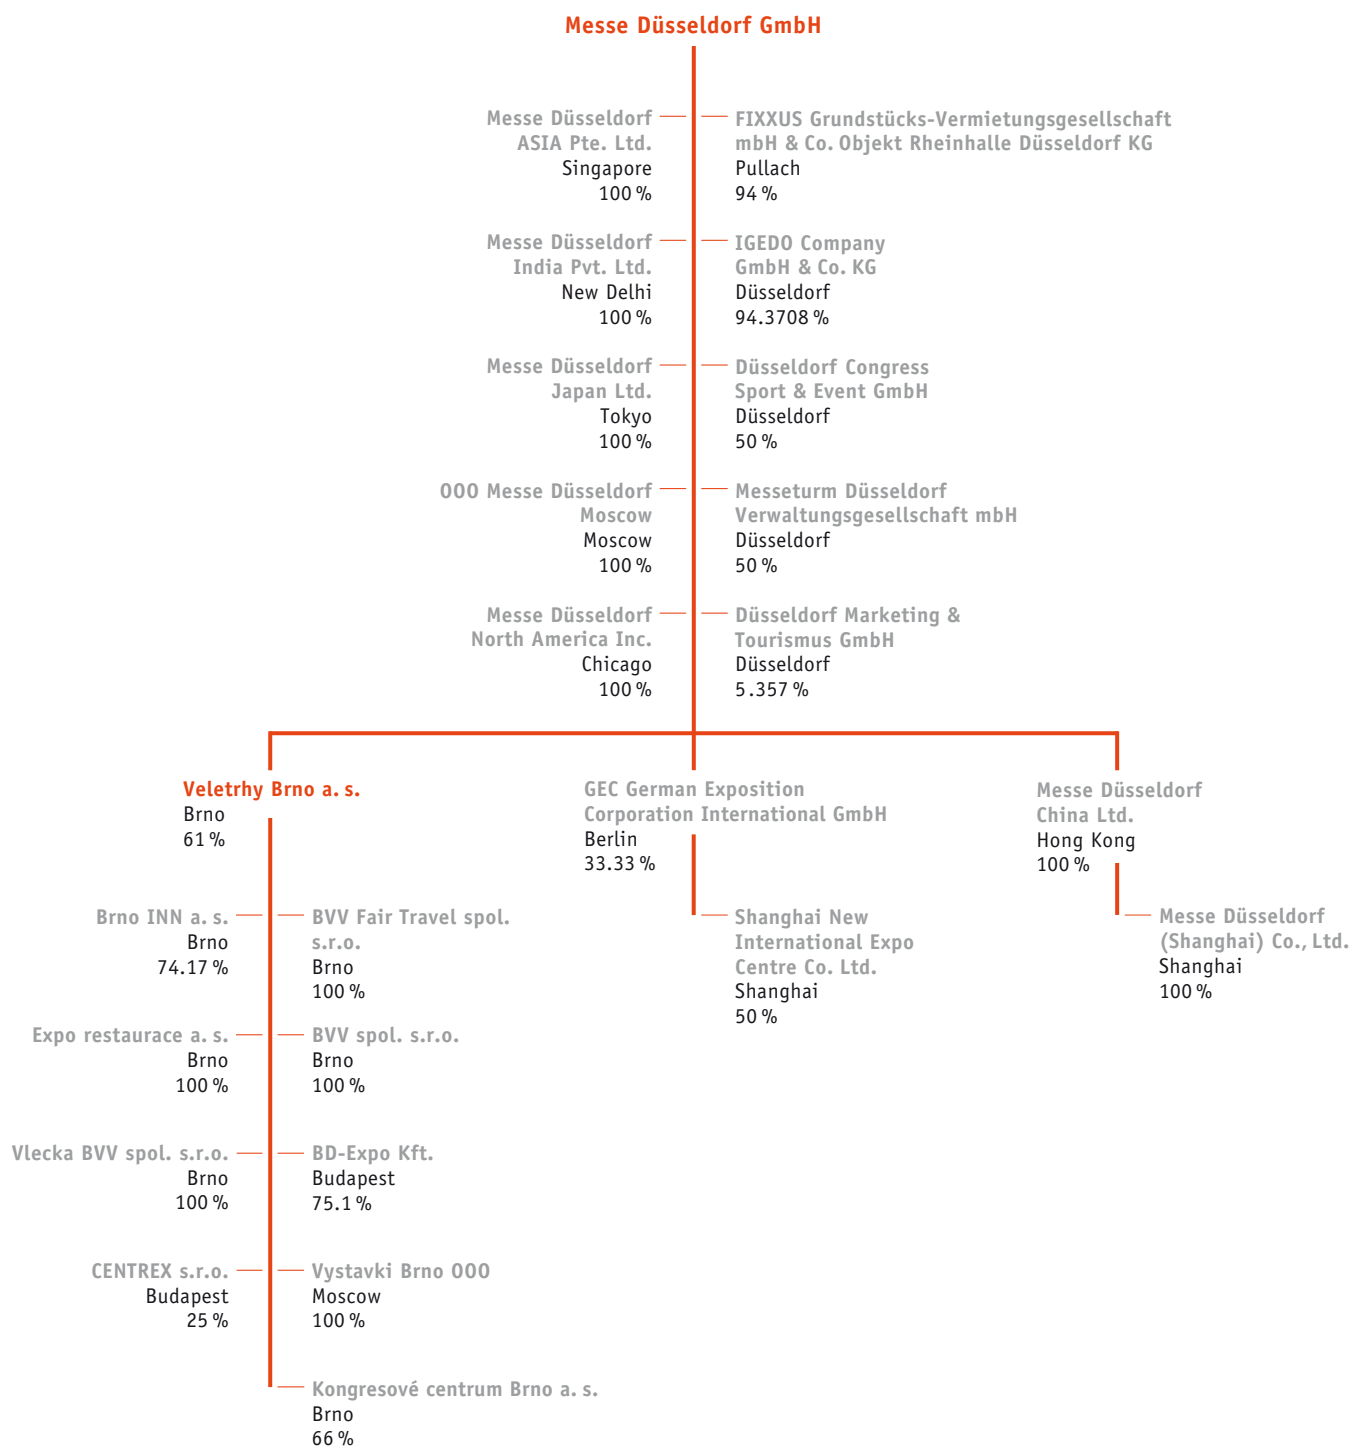 Messe Düsseldorf GmbH
Messe Düsseldorf
ASIA Pte. Ltd.
Singapore
100 %
FIXXUS Grundstücks-Vermietungsgesellschaft
mbH & Co. Objekt Rheinhalle Düsseldorf KG
Pullach
94 %
Messe Düsseldorf
India Pvt. Ltd.
New Delhi
100 %
IGEDO Company
GmbH & Co. KG
Düsseldorf
94.3708 %
Messe Düsseldorf
Japan Ltd.
Tokyo
100 %
Düsseldorf Congress
Sport & Event GmbH
Düsseldorf
50 %
OOO Messe Düsseldorf
Moscow
Moscow
100 %
Messeturm Düsseldorf
Verwaltungsgesellschaft mbH
Düsseldorf
50 %
Messe Düsseldorf
North America Inc.
Chicago
100 %
Düsseldorf Marketing &
Tourismus GmbH
Düsseldorf
5.357 %
Veletrhy Brno a. s.
Brno
61 %
GEC German Exposition
Corporation International GmbH
Berlin
33.33 %
Messe Düsseldorf
China Ltd.
Hong Kong
100 %
Brno INN a. s.
Brno
74.17 %
BVV Fair Travel spol.
s.r.o.
Brno
100 %
Shanghai New
International Expo
Centre Co. Ltd.
Shanghai
50 %
Messe Düsseldorf
(Shanghai) Co., Ltd.
Shanghai
100 %
Expo restaurace a. s.
Brno
100 %
BVV spol. s.r.o.
Brno
100 %
Vlecka BVV spol. s.r.o.
Brno
100 %
BD-Expo Kft.
Budapest
75.1 %
CENTREX s.r.o.
Budapest
25 %
Vystavki Brno OOO
Moscow
100 %
Kongresové centrum Brno a. s.
Brno
66 %